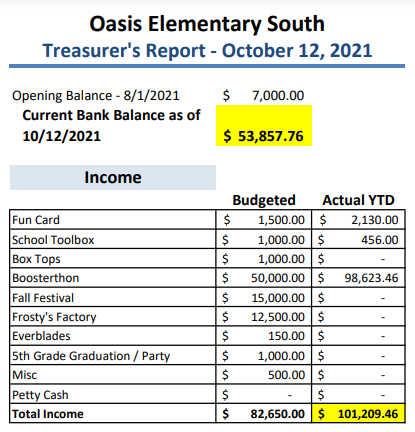 Oasis Elementary South
Treasurer's Report - October 12, 2021
Opening Balance - 8/1/2021 $ 7,000.00
Current Bank Balance as of
10/12/2021 $ 53,857.76
Income
Budgeted Actual YTD
Fun Card $ 1,500.00 $ 2,130.00
School Toolbox $ 1,000.00 $ 456.00
Box Tops $ 1,000.00 $ -
Boosterthon $ 50,000.00 $ 98,623.46
Fall Festival $ 15,000.00 $ -
Frosty's Factory $ 12,500.00 $ -
Everblades $ 150.00 $ -
5th Grade Graduation / Party $ 1,000.00 $ -
Misc $ 500.00 $ -
Petty Cash $ - $ -
Total Income $ 82,650.00 $ 101,209.46